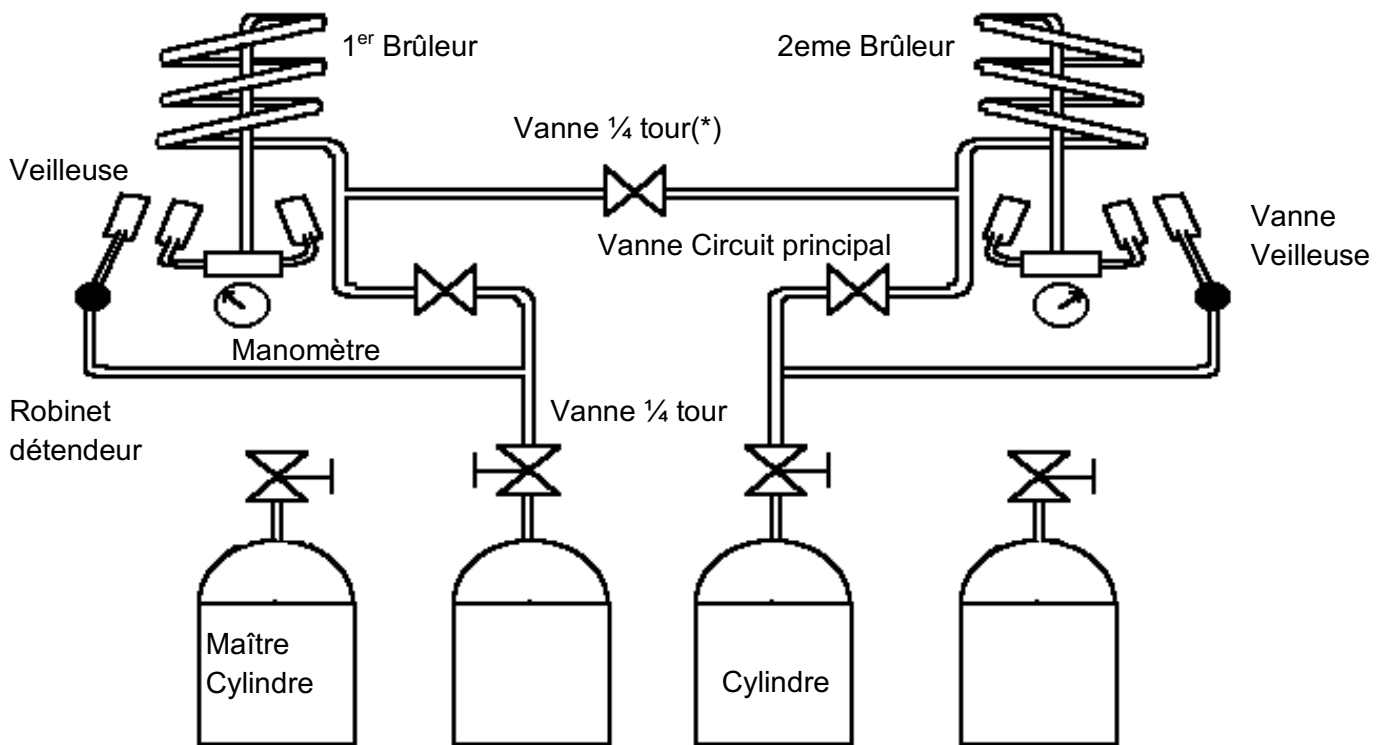 1er Brûleur
2eme Brûleur
Vanne ¼ tour(*)
Veilleuse
Vanne
Veilleuse
Vanne Circuit principal
Manomètre
Robinet
détendeur
Vanne ¼ tour
Maître
Cylindre
Cylindre